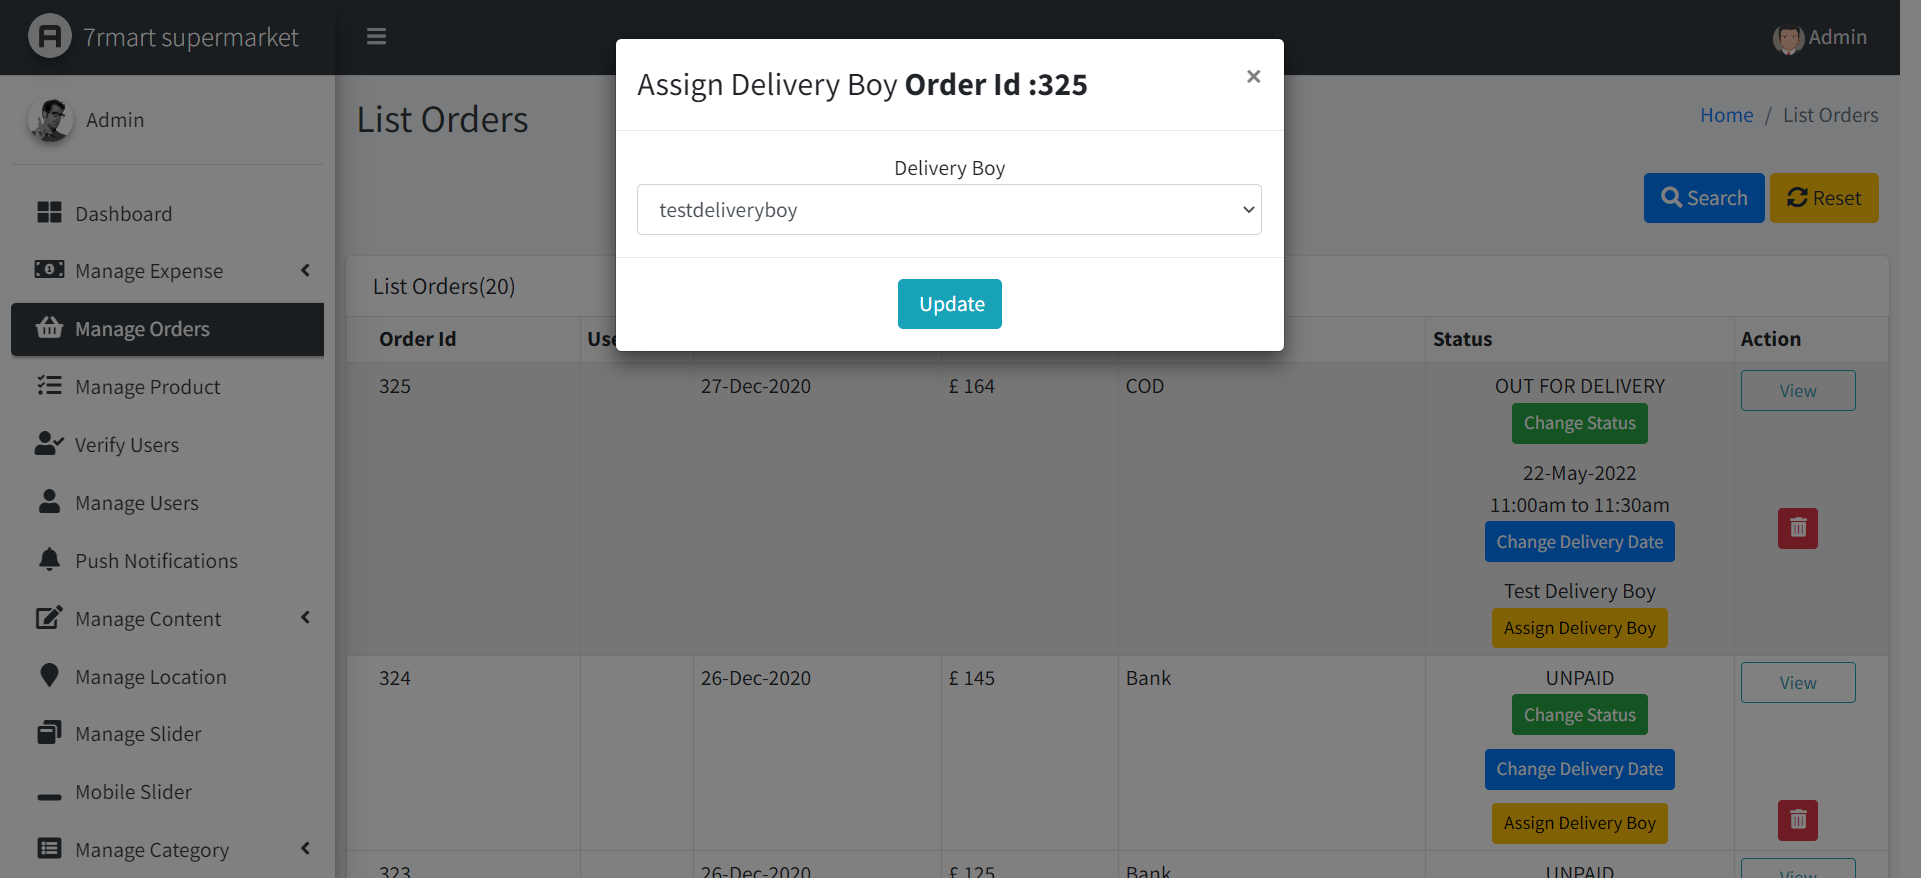 7rmart supermarket
Admin
Admin
Dashboard
Manage Expense
Manage Orders
Manage Product
Verify Users
Manage Users
Push Notifications
Manage Content
Manage Location
Manage Slider
Mobile Slider
Manage Category
Assign Delivery Boy Order Id :325
×
Delivery Boy
testdeliveryboy
Update
List Orders
Home / List Orders
Search Reset
List Orders(20)
Order Id Status Action
325 27-Dec-2020 £ 164 COD OUT FOR DELIVERY View
Change Status
22-May-2022
11:00am to 11:30am
Change Delivery Date
Test Delivery Boy
Assign Delivery Boy
324 26-Dec-2020 £ 145 Bank UNPAID View
Change Status
Change Delivery Date
Assign Delivery Boy
323 26-Dec-2020 £ 125 Bank UNPAID View